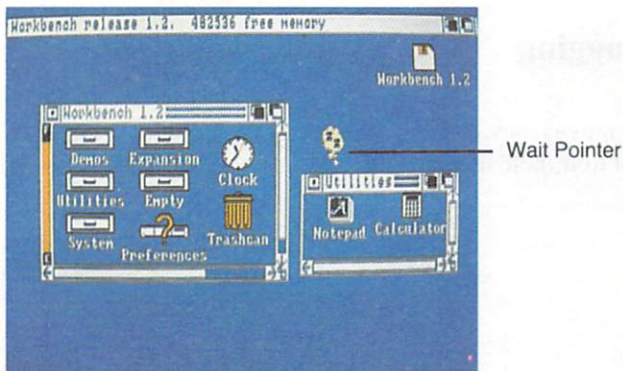 Workbench release 1.2. 482536 free memory
Workbench 1.2
Workbench 1.2
Demos Expansion Clock
Utilities Empty
System Preferences Trashcan
Wait Pointer
Utilities
Notepad Calculator